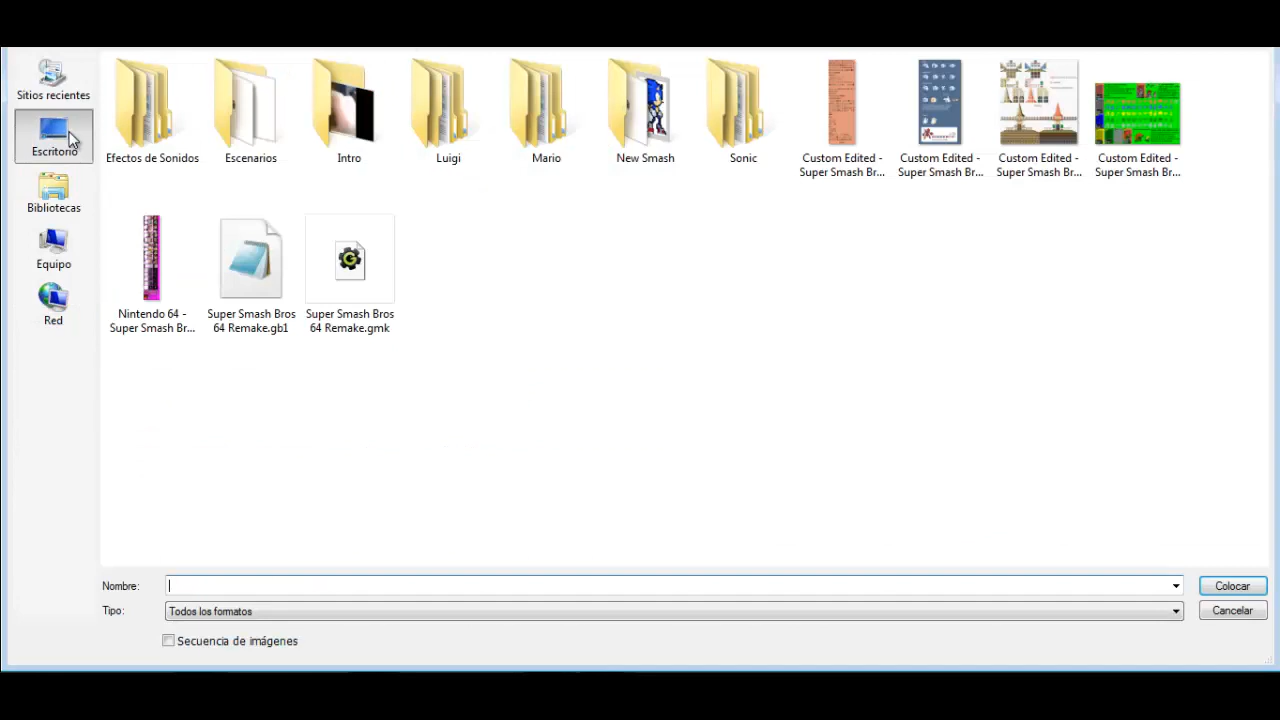 Sitios recientes
Escritorio
Bibliotecas
Equipo
Red
Efectos de Sonidos
Escenarios
Intro
Luigi
Mario
New Smash
Sonic
Custom Edited -
Super Smash Br...
Custom Edited -
Super Smash Br...
Custom Edited -
Super Smash Br...
Custom Edited -
Super Smash Br...
Nintendo 64 -
Super Smash Br...
Super Smash Bros
64 Remake.gb1
Super Smash Bros
64 Remake.gmk
Nombre:
Colocar
Tipo:
Todos los formatos
Cancelar
Secuencia de imágenes